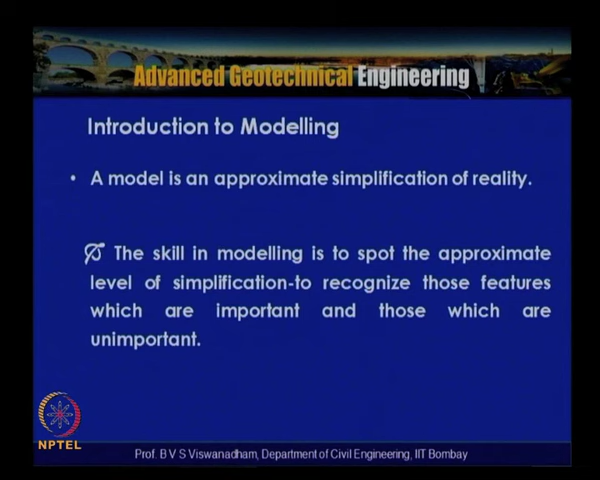 Advanced Geotechnical Engineering
Introduction to Modelling
• A model is an approximate simplification of reality.
The skill in modelling is to spot the approximate
level of simplification-to recognize those features
which are important and those which are
unimportant.
NPTEL
Prof. B V S Viswanadham, Department of Civil Engineering, IIT Bombay